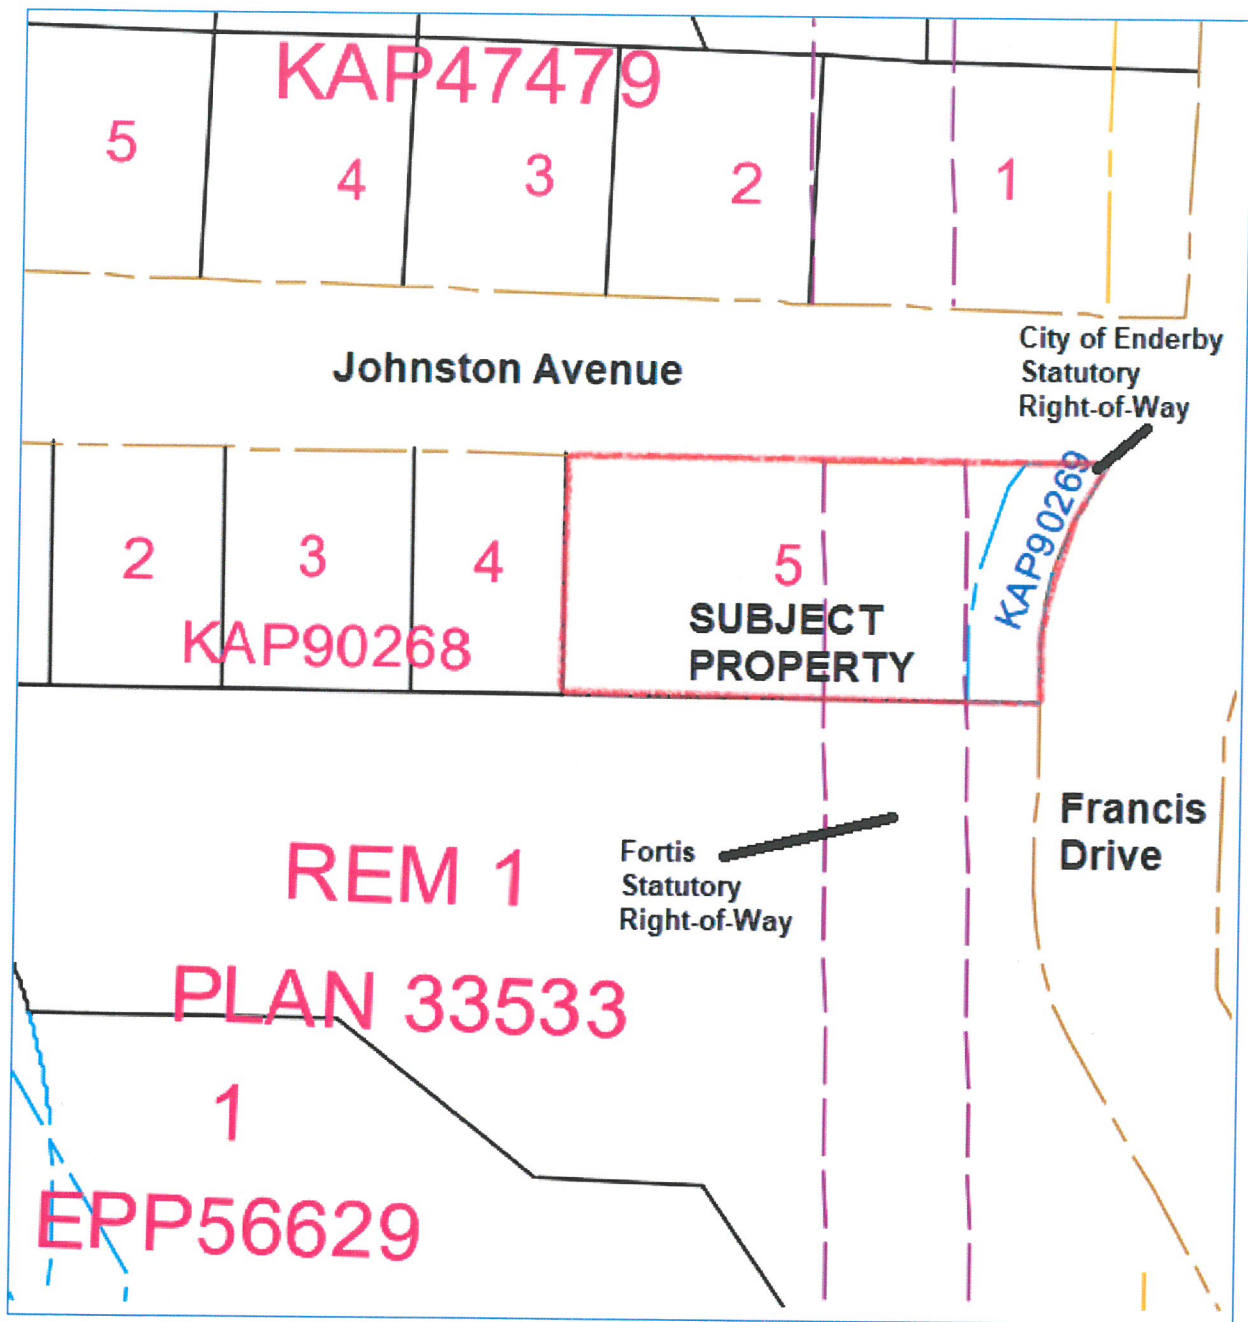 KAP47479
5
4
3
2
1
City of Enderby
Statutory
Right-of-Way
Johnston Avenue
KAP90269
2
3
4
5
SUBJECT
PROPERTY
KAP90268
Francis
Drive
Fortis
Statutory
Right-of-Way
REM 1
PLAN 33533
1
EPP56629